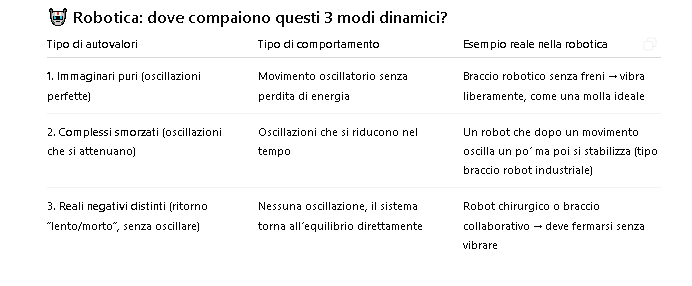 🤖 Robotica: dove compaiono questi 3 modi dinamici?
Tipo di autovalori Tipo di comportamento Esempio reale nella robotica
1. Immaginari puri (oscillazioni perfette) Movimento oscillatorio senza perdita di energia Braccio robotico senza freni → vibra liberamente, come una molla ideale
2. Complessi smorzati (oscillazioni che si attenuano) Oscillazioni che si riducono nel tempo Un robot che dopo un movimento oscilla un po' ma poi si stabilizza (tipo braccio robot industriale)
3. Reali negativi distinti (ritorno "lento/morto", senza oscillare) Nessuna oscillazione, il sistema torna all'equilibrio direttamente Robot chirurgico o braccio collaborativo → deve fermarsi senza vibrare